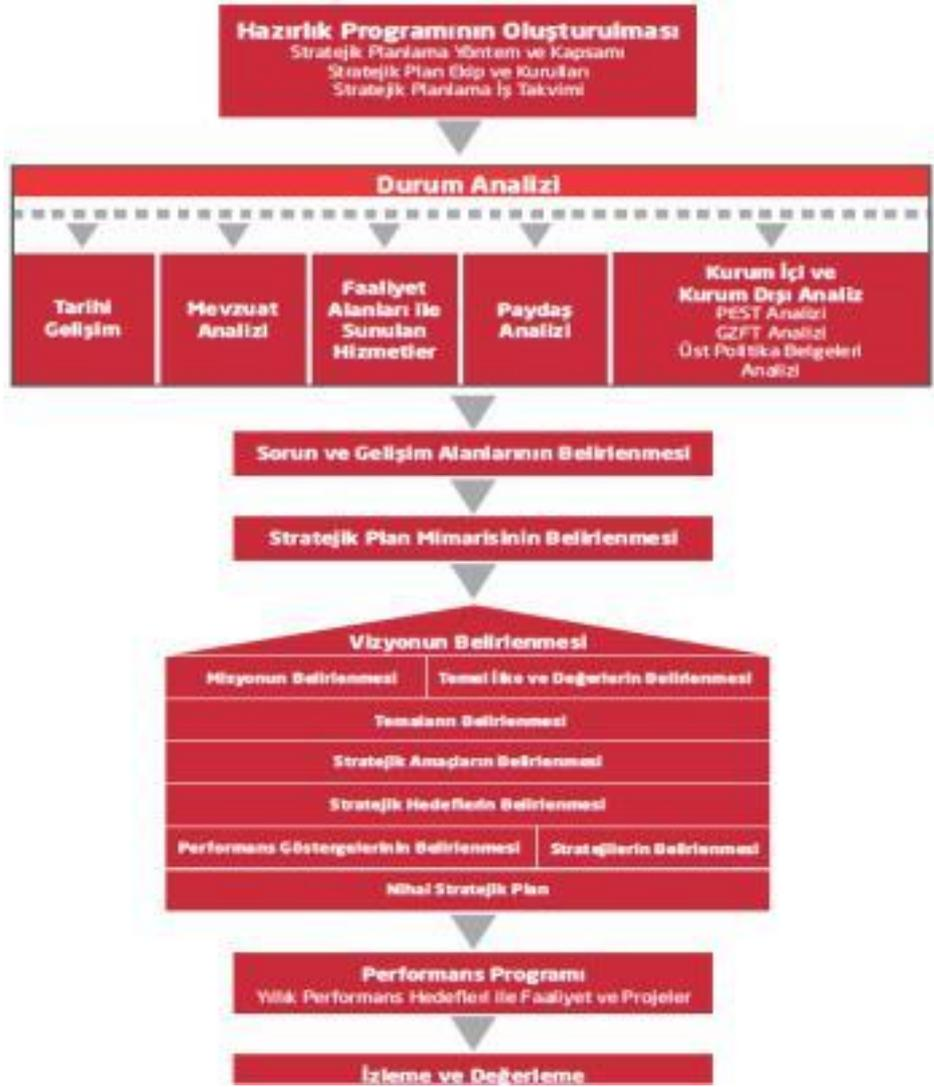 Hazırlık Programının Oluşturulması
Stratejik Planlama Yöntem ve Kapsamı
Stratejik Plan Ekip ve Kurulları
Stratejik Planlama İş Takvimi
Durum Analizi
Tarihi
Gelişim
Mevzuat
Analizi
Faaliyet
Alanları ile
Sunulan
Hizmetler
Paydaş
Analizi
Kurum İçi ve
Kurum Dışı Analiz
PEST Analizi
GZFT Analizi
Üst Politika Belgeleri
Analizi
Sorun ve Gelişim Alanlarının Belirlenmesi
Stratejik Plan Mimarisinin Belirlenmesi
Vizyonun Belirlenmesi
Misyonun Belirlenmesi
Temel İlke ve Değerlerin Belirlenmesi
Temaların Belirlenmesi
Stratejik Amaçların Belirlenmesi
Stratejik Hedeflerin Belirlenmesi
Performans Göstergelerinin Belirlenmesi
Stratejilerin Belirlenmesi
Nihai Stratejik Plan
Performans Programı
Yıllık Performans Hedefleri ile Faaliyet ve Projeler
İzleme ve Değerleme